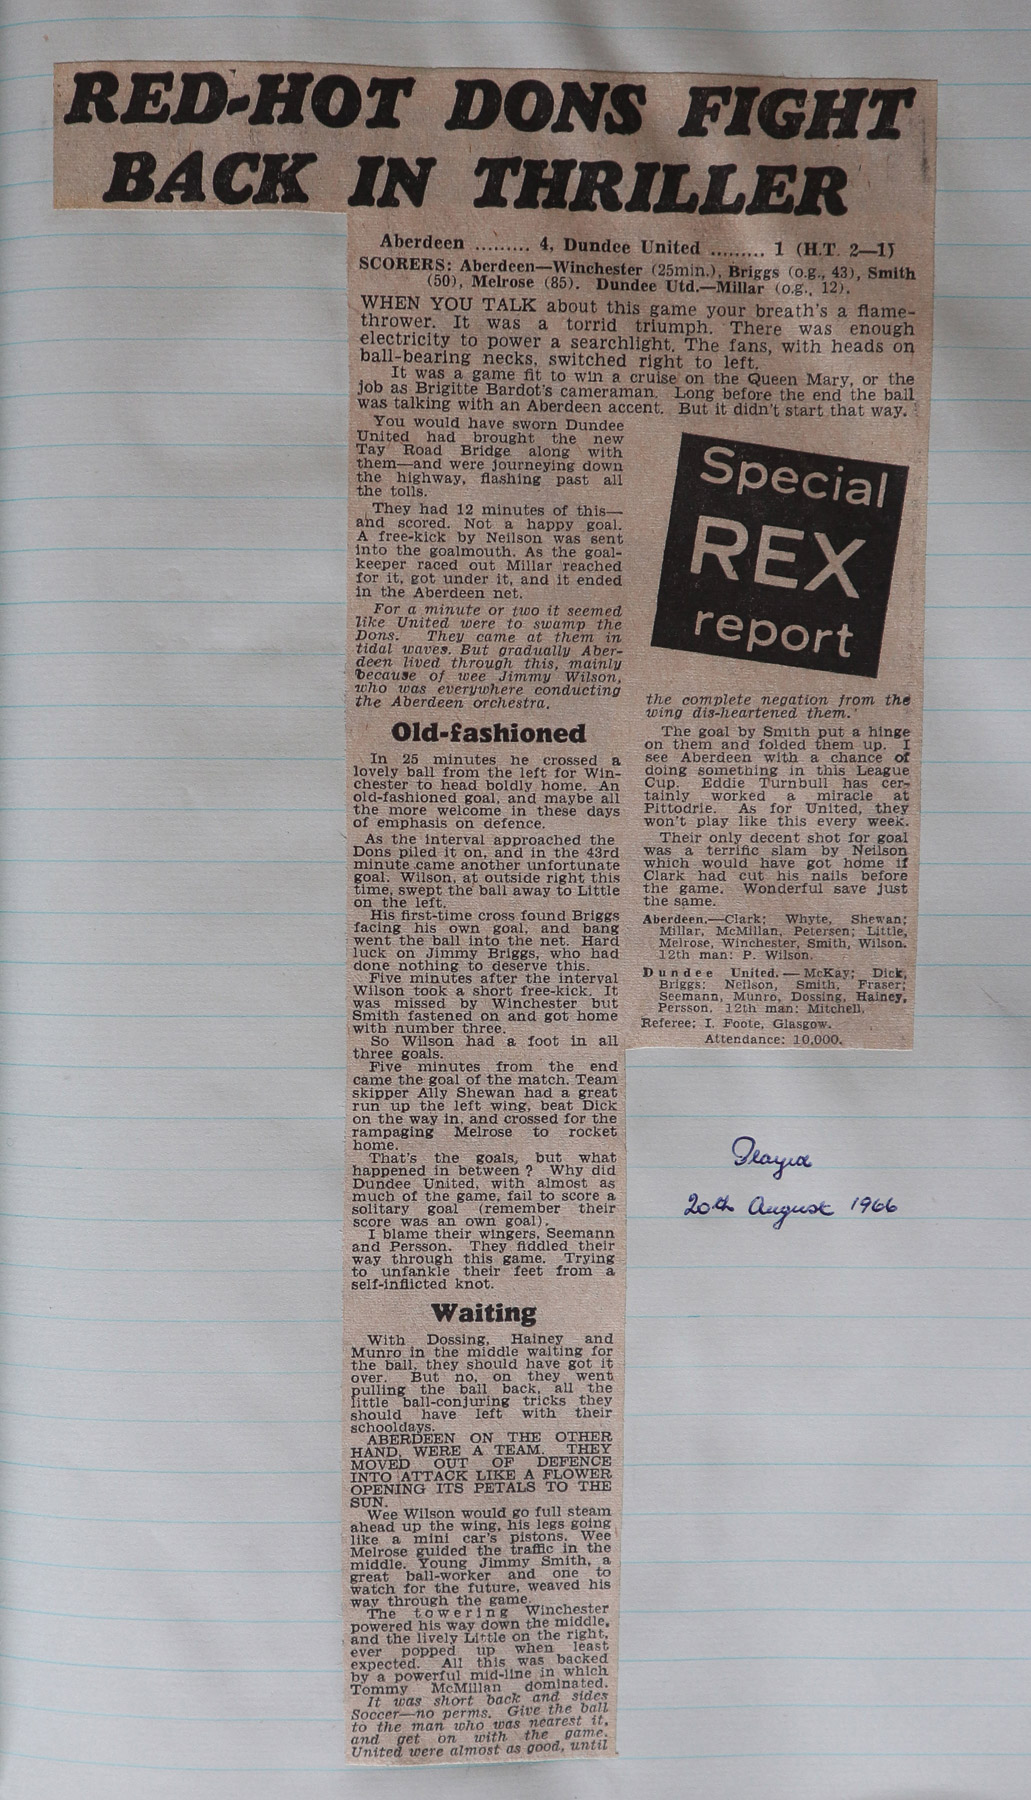 RED-HOT DONS FIGHT
BACK IN THRILLER
Aberdeen ......... 4, Dundee United ......... 1 (H.T. 2—1)
SCORERS: Aberdeen—Winchester (25min.), Briggs (o.g., 43), Smith
(50), Melrose (85). Dundee Utd.—Millar (o.g., 12).
WHEN YOU TALK about this game your breath's a flame-
thrower. It was a torrid triumph. There was enough
electricity to power a searchlight. The fans, with heads on
ball-bearing necks, switched right to left.
It was a game fit to win a cruise on the Queen Mary, or the
job as Brigitte Bardot's cameraman. Long before the end the ball
was talking with an Aberdeen accent. But it didn't start that way.
You would have sworn Dundee
United had brought the new
Tay Road Bridge along with
them—and were journeying down
the highway, flashing past all
the tolls.
They had 12 minutes of this—
and scored. Not a happy goal.
A free-kick by Neilson was sent
into the goalmouth. As the goal-
keeper raced out Millar reached
for it, got under it, and it ended
in the Aberdeen net.
For a minute or two it seemed
like United were to swamp the
Dons. They came at them in
tidal waves. But gradually Aber-
deen lived through this, mainly
because of wee Jimmy Wilson,
who was everywhere conducting
the Aberdeen orchestra.
Old-fashioned
In 25 minutes he crossed a
lovely ball from the left for Win-
chester to head boldly home. An
old-fashioned goal, and maybe all
the more welcome in these days
of emphasis on defence.
As the interval approached the
Dons piled it on, and in the 43rd
minute came another unfortunate
goal. Wilson, at outside right this
time, swept the ball away to Little
on the left.
His first-time cross found Briggs
facing his own goal, and bang
went the ball into the net. Hard
luck on Jimmy Briggs, who had
done nothing to deserve this.
Five minutes after the interval
Wilson took a short free-kick. It
was missed by Winchester but
Smith fastened on and got home
with number three.
So Wilson had a foot in all
three goals.
Five minutes from the end
came the goal of the match. Team
skipper Ally Shewan had a great
run up the left wing, beat Dick
on the way in, and crossed for the
rampaging Melrose to rocket
home.
That's the goals, but what
happened in between? Why did
Dundee United, with almost as
much of the game, fail to score a
solitary goal (remember their
score was an own goal).
I blame their wingers, Seemann
and Persson. They fiddled their
way through this game. Trying
to unfankle their feet from a
self-inflicted knot.
Waiting
With Dossing, Hainey and
Munro in the middle waiting for
the ball, they should have got it
over. But no, on they went
pulling the ball back, all the
little ball-conjuring tricks they
should have left with their
schooldays.
ABERDEEN ON THE OTHER
HAND, WERE A TEAM. THEY
MOVED OUT OF DEFENCE
INTO ATTACK LIKE A FLOWER
OPENING ITS PETALS TO THE
SUN.
Wee Wilson would go full steam
ahead up the wing, his legs going
like a mini car's pistons. Wee
Melrose guided the traffic in the
middle. Young Jimmy Smith, a
great ball-worker and one to
watch for the future, weaved his
way through the game.
The towering Winchester
powered his way down the middle,
and the lively Little on the right,
ever popped up when least
expected. All this was backed
by a powerful mid-line in which
Tommy McMillan dominated.
It was short back and sides
Soccer—no perms. Give the ball
to the man who was nearest it,
and get on with the game.
United were almost as good, until
Special
REX
report
the complete negation from the
wing dis-heartened them.
The goal by Smith put a hinge
on them and folded them up. I
see Aberdeen with a chance of
doing something in this League
Cup. Eddie Turnbull has cer-
tainly worked a miracle at
Pittodrie. As for United, they
won't play like this every week.
Their only decent shot for goal
was a terrific slam by Neilson
which would have got home if
Clark had cut his nails before
the game. Wonderful save just
the same.
Aberdeen.—Clark; Whyte, Shewan;
Millar, McMillan, Petersen; Little,
Melrose, Winchester, Smith, Wilson.
12th man: P. Wilson.
Dundee United.—McKay; Dick,
Briggs; Neilson, Smith, Fraser;
Seemann, Munro, Dossing, Hainey,
Persson. 12th man: Mitchell.
Referee: I. Foote, Glasgow.
Attendance: 10,000.
Played
20th August 1966